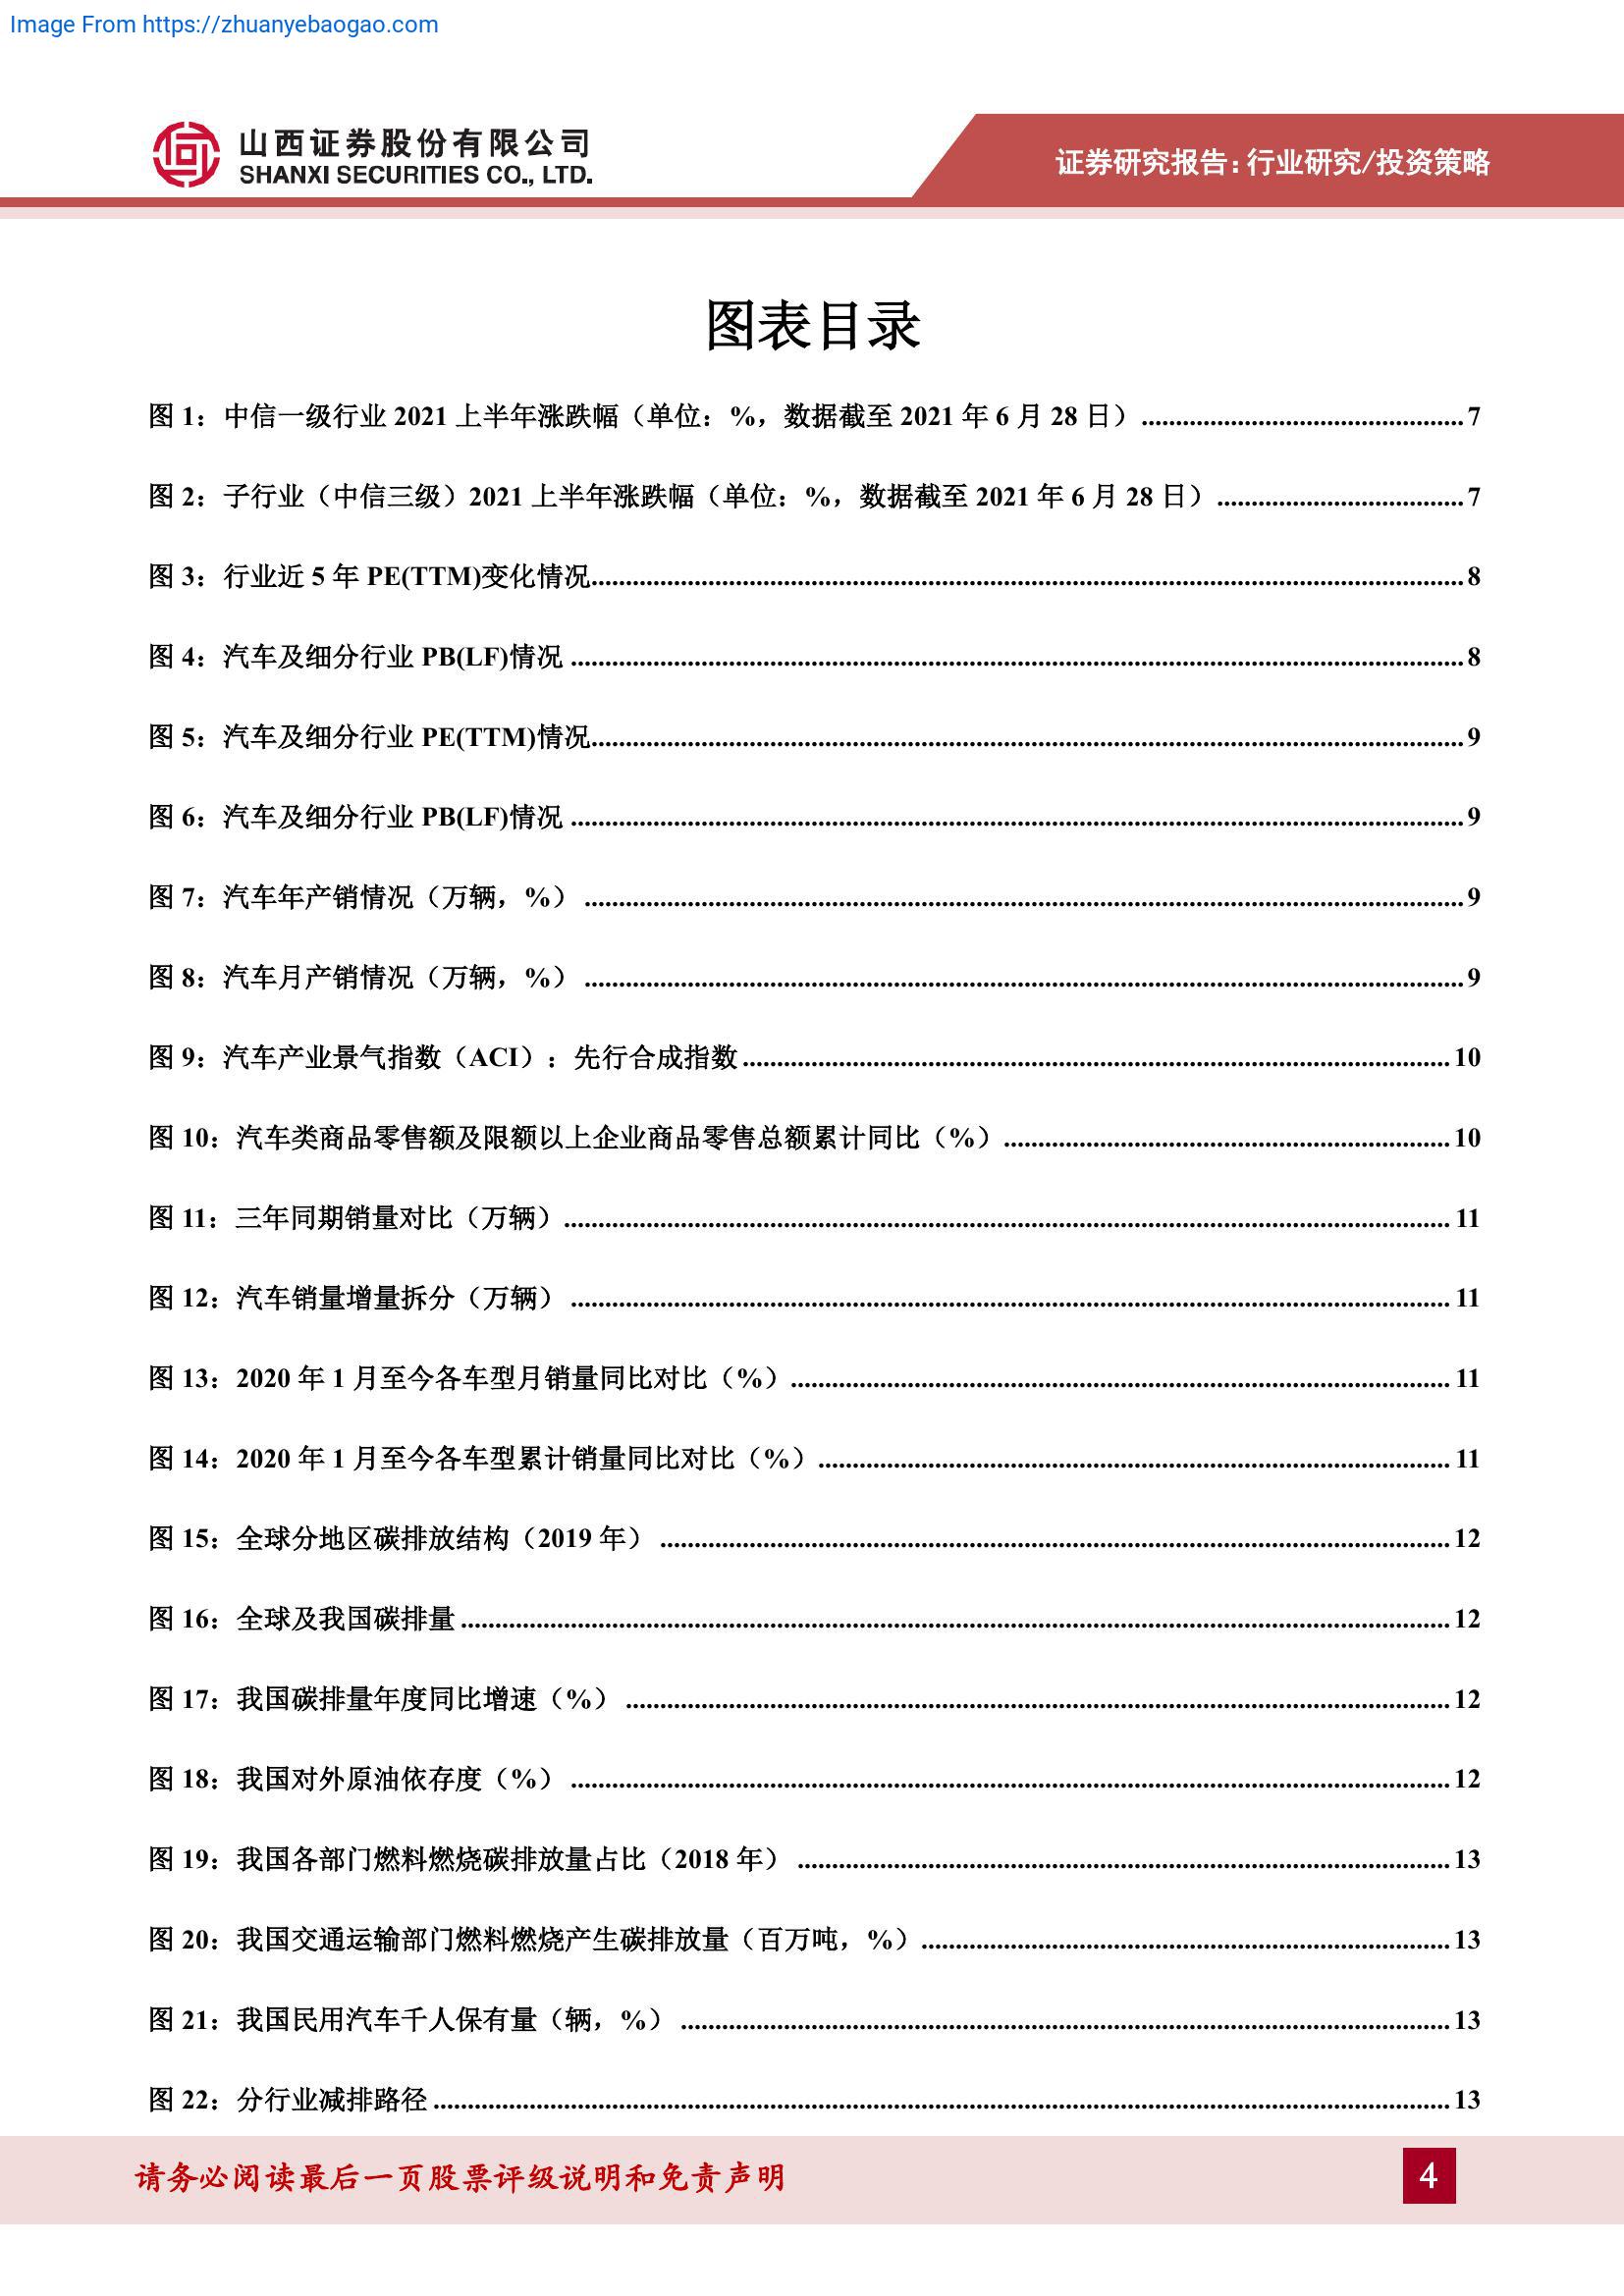 Image From https://zhuanyebaogao.com
山西证券股份有限公司
SHANXI SECURITIES CO., LTD.
证券研究报告:行业研究/投资策略
图表目录
图 1：中信一级行业 2021 上半年涨跌幅（单位：%，数据截至 2021 年 6 月 28 日）................................................7
图 2：子行业（中信三级）2021 上半年涨跌幅（单位：%，数据截至 2021 年 6 月 28 日）....................................7
图 3：行业近 5 年 PE(TTM)变化情况................................................8
图 4：汽车及细分行业 PB(LF)情况................................................8
图 5：汽车及细分行业 PE(TTM)情况................................................9
图 6：汽车及细分行业 PB(LF)情况................................................9
图 7：汽车年产销情况（万辆，%）................................................9
图 8：汽车月产销情况（万辆，%）................................................9
图 9：汽车产业景气指数（ACI）：先行合成指数................................................10
图 10：汽车类商品零售额及限额以上企业商品零售总额累计同比（%）................................................10
图 11：三年同期销量对比（万辆）................................................11
图 12：汽车销量增量拆分（万辆）................................................11
图 13：2020 年 1 月至今各车型月销量同比对比（%）................................................11
图 14：2020 年 1 月至今各车型累计销量同比对比（%）................................................11
图 15：全球分地区碳排放结构（2019 年）................................................12
图 16：全球及我国碳排量................................................12
图 17：我国碳排量年度同比增速（%）................................................12
图 18：我国对外原油依存度（%）................................................12
图 19：我国各部门燃料燃烧碳排放量占比（2018 年）................................................13
图 20：我国交通运输部门燃料燃烧产生碳排放量（百万吨，%）................................................13
图 21：我国民用汽车千人保有量（辆，%）................................................13
图 22：分行业减排路径................................................13
请务必阅读最后一页股票评级说明和免责声明
4